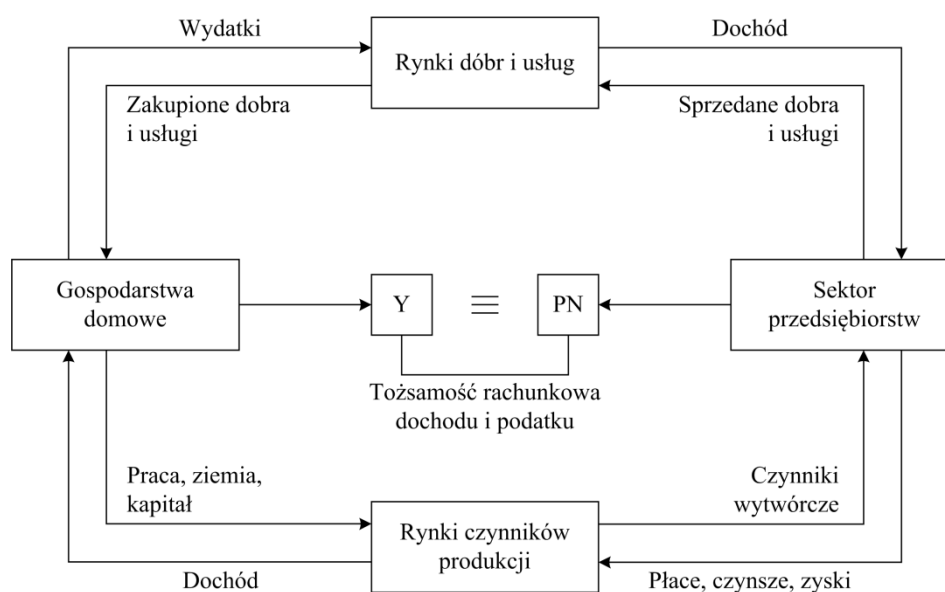 Wydatki
Rynki dóbr i usług
Dochód
Zakupione dobra
i usługi
Sprzedane dobra
i usługi
Gospodarstwa
domowe
Y
≡
PN
Sektor
przedsiębiorstw
Tożsamość rachunkowa
dochodu i podatku
Praca, ziemia,
kapitał
Czynniki
wytwórcze
Rynki czynników
produkcji
Dochód
Płace, czynsze, zyski